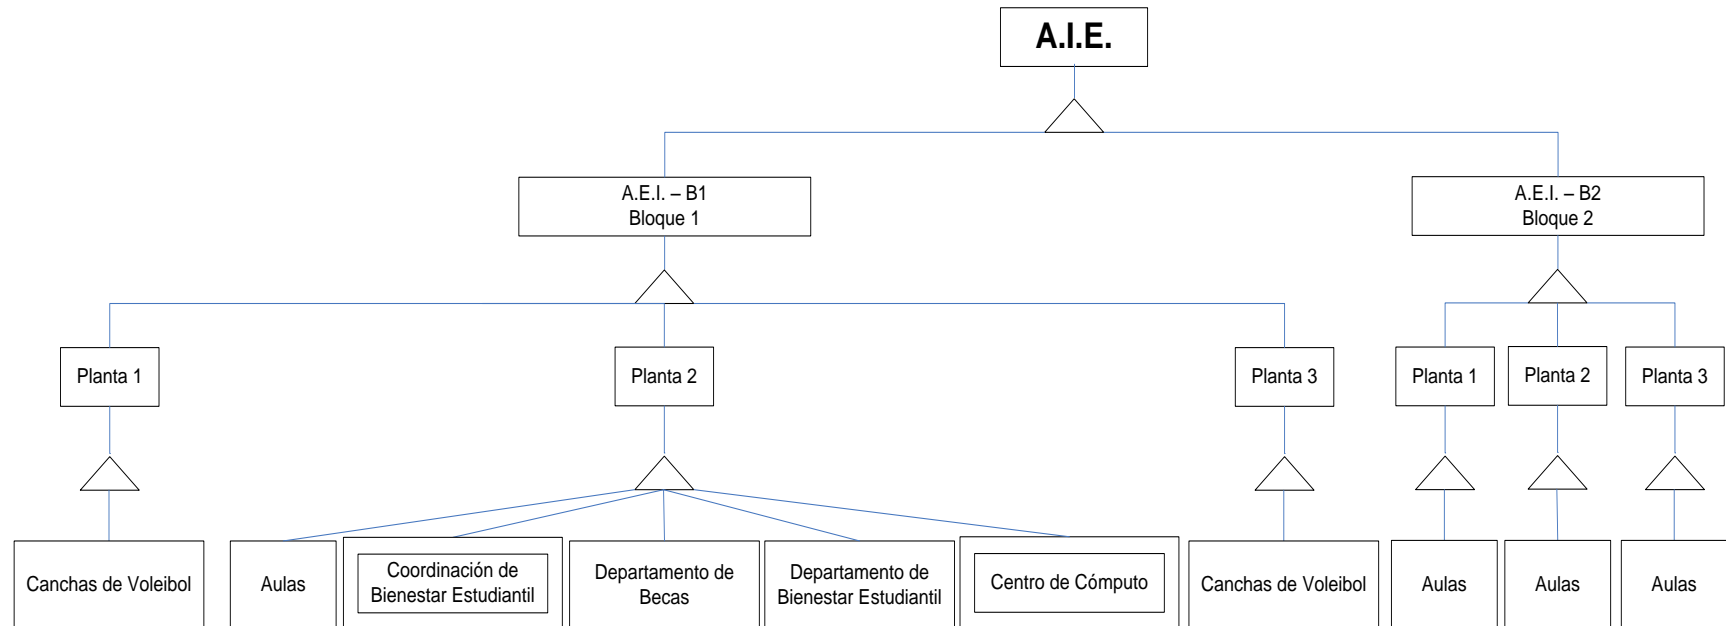 A.I.E.
A.E.I. – B1
Bloque 1
A.E.I. – B2
Bloque 2
Planta 1
Planta 2
Planta 3
Planta 1
Planta 2
Planta 3
Canchas de Voleibol
Aulas
Coordinación de
Bienestar Estudiantil
Departamento de
Becas
Departamento de
Bienestar Estudiantil
Centro de Cómputo
Canchas de Voleibol
Aulas
Aulas
Aulas